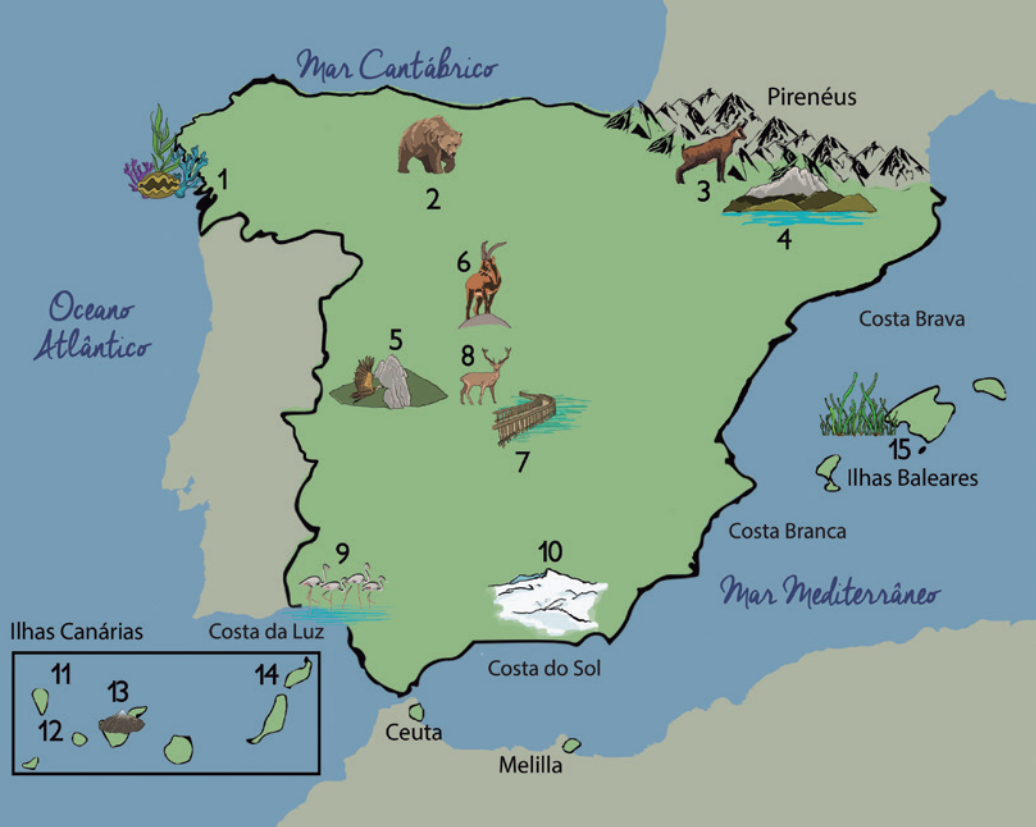 Mar Cantábrico
Pirenéus
1
2
3
4
Oceano
Atlântico
6
Costa Brava
5
8
7
15
Ilhas Baleares
Costa Branca
9
10
Mar Mediterrâneo
Ilhas Canárias
Costa da Luz
Costa do Sol
11
12
13
14
Ceuta
Melilla